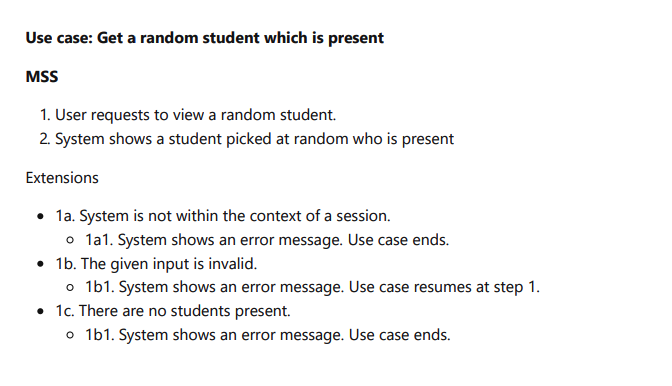 Use case: Get a random student which is present
MSS
1. User requests to view a random student.
2. System shows a student picked at random who is present
Extensions
• 1a. System is not within the context of a session.
○ 1a1. System shows an error message. Use case ends.
• 1b. The given input is invalid.
○ 1b1. System shows an error message. Use case resumes at step 1.
• 1c. There are no students present.
○ 1b1. System shows an error message. Use case ends.